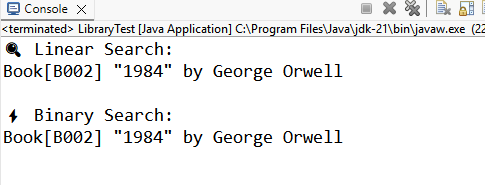 Console
<terminated> LibraryTest [Java Application] C:\Program Files\Java\jdk-21\bin\javaw.exe (22
🔍 Linear Search:
Book[B002] "1984" by George Orwell
⚡ Binary Search:
Book[B002] "1984" by George Orwell